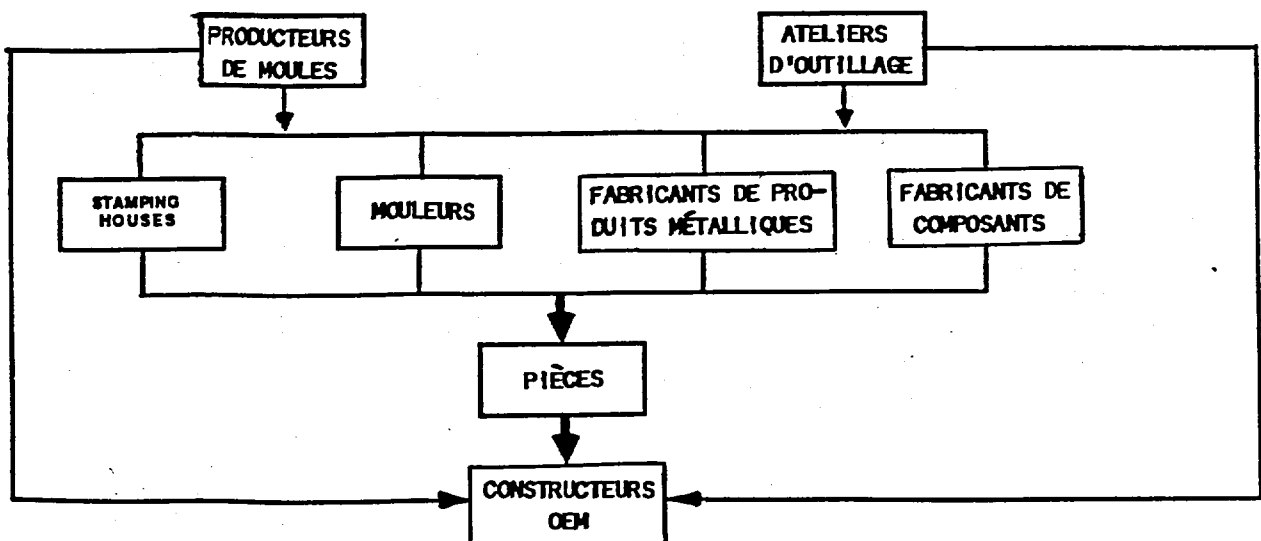 PRODUCTEURS
DE MOULES
ATELIERS
D'OUTILLAGE
STAMPING
HOUSES
MOULEURS
FABRICANTS DE PRO-
DUITS MÉTALLIQUES
FABRICANTS DE
COMPOSANTS
PIÈCES
CONSTRUCTEURS
OEM